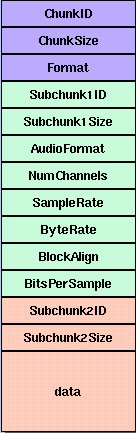 ChunkID
ChunkSize
Format
Subchunk1ID
Subchunk1Size
AudioFormat
NumChannels
SampleRate
ByteRate
BlockAlign
BitsPerSample
Subchunk2ID
Subchunk2Size
data